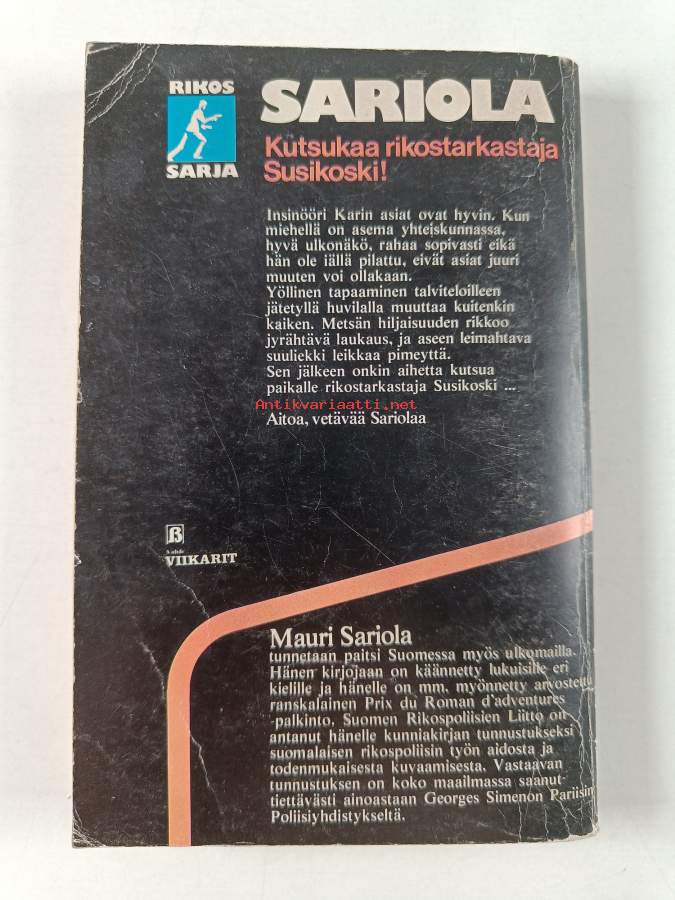 RIKOS
SARJA
SARIOLA
Kutsukaa rikostarkastaja
Susikoski!
Insinööri Karin asiat ovat hyvin. Kun
miehellä on asema yhteiskunnassa,
hyvä ulkonäkö, rahaa sopivasti eikä
hän ole iällä pilattu, eivät asiat juuri
muuten voi ollakaan.
Yöllinen tapaaminen talviteloilleen
jätetyllä huvilalla muuttaa kuitenkin
kaiken. Metsän hiljaisuuden rikkoo
jyrähtävä laukaus, ja aseen leimahtava
suuliekki leikkaa pimeyttä.
Sen jälkeen onkin aihetta kutsua
paikalle rikostarkastaja Susikoski ...
Antikvariaatti.net
Aitoa, vetävää Sariolaa
VIIKARIT
Mauri Sariola
tunnetaan paitsi Suomessa myös ulkomailla.
Hänen kirjojaan on käännetty lukuisille eri
kielille ja hänelle on mm. myönnetty arvostettu
ranskalainen Prix du Roman d'adventures
-palkinto. Suomen Rikospoliisien Liitto on
antanut hänelle kunniakirjan tunnustukseksi
suomalaisen rikospoliisin työn aidosta ja
todenmukaisesta kuvaamisesta. Vastaavan
tunnustuksen on koko maailmassa saanut
tiettävästi ainoastaan Georges Simenon Pariisin
Poliisiyhdistykseltä.